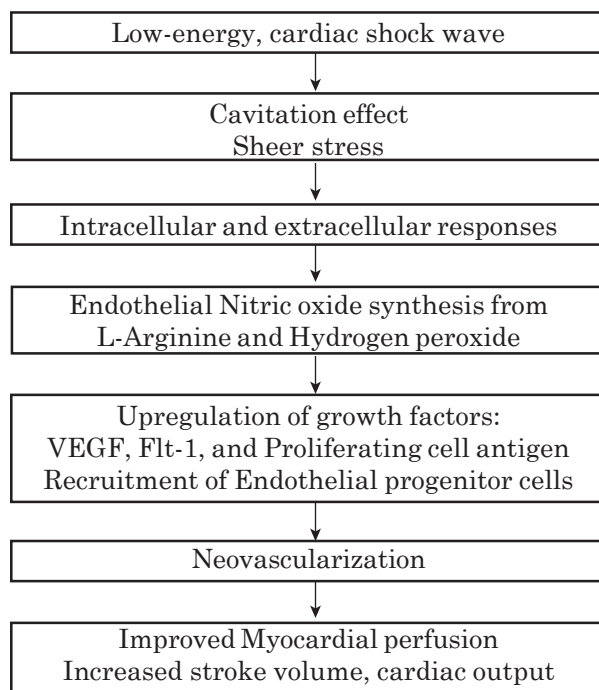 Low-energy, cardiac shock wave
Cavitation effect
Sheer stress
Intracellular and extracellular responses
Endothelial Nitric oxide synthesis from
L-Arginine and Hydrogen peroxide
Upregulation of growth factors:
VEGF, Flt-1, and Proliferating cell antigen
Recruitment of Endothelial progenitor cells
Neovascularization
Improved Myocardial perfusion
Increased stroke volume, cardiac output